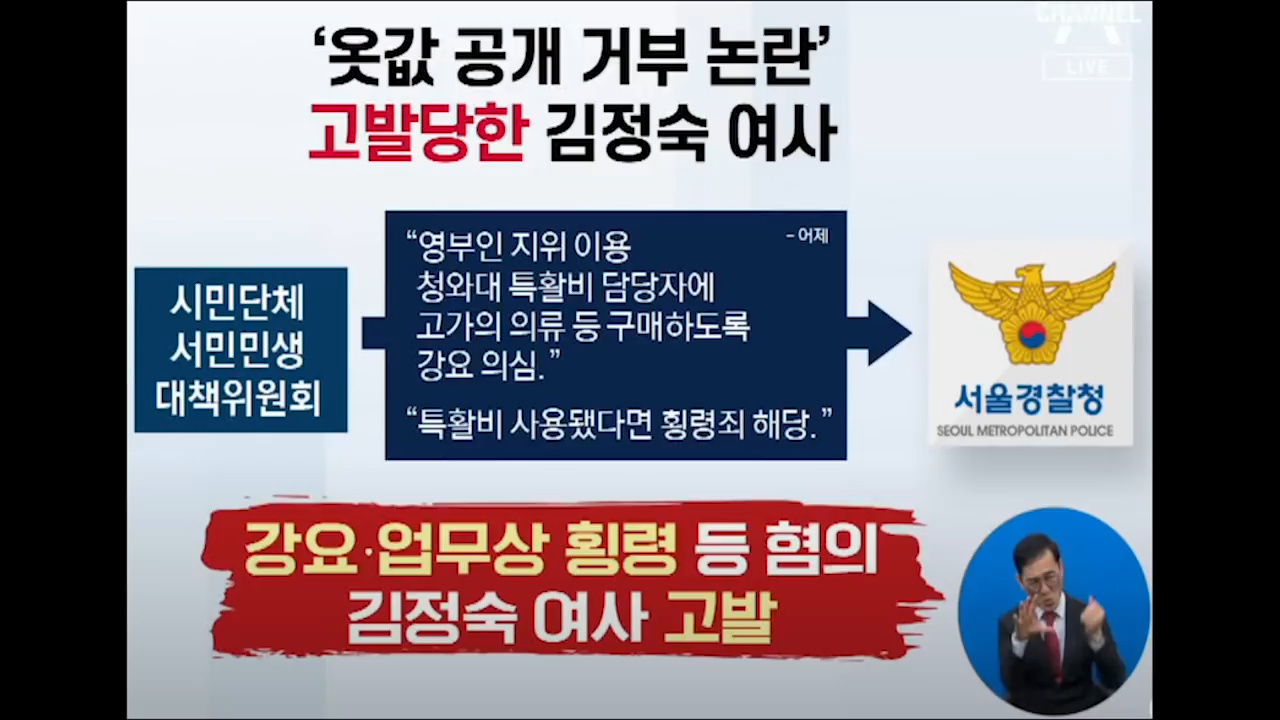 CHANNEL A
LIVE
‘옷값 공개 거부 논란’
고발당한 김정숙 여사
시민단체
서민민생
대책위원회
“영부인 지위 이용
- 어제
청와대 특활비 담당자에
고가의 의류 등 구매하도록
강요 의심.”
“특활비 사용됐다면 횡령죄 해당.”
서울경찰청
SEOUL METROPOLITAN POLICE
강요·업무상 횡령 등 혐의
김정숙 여사 고발